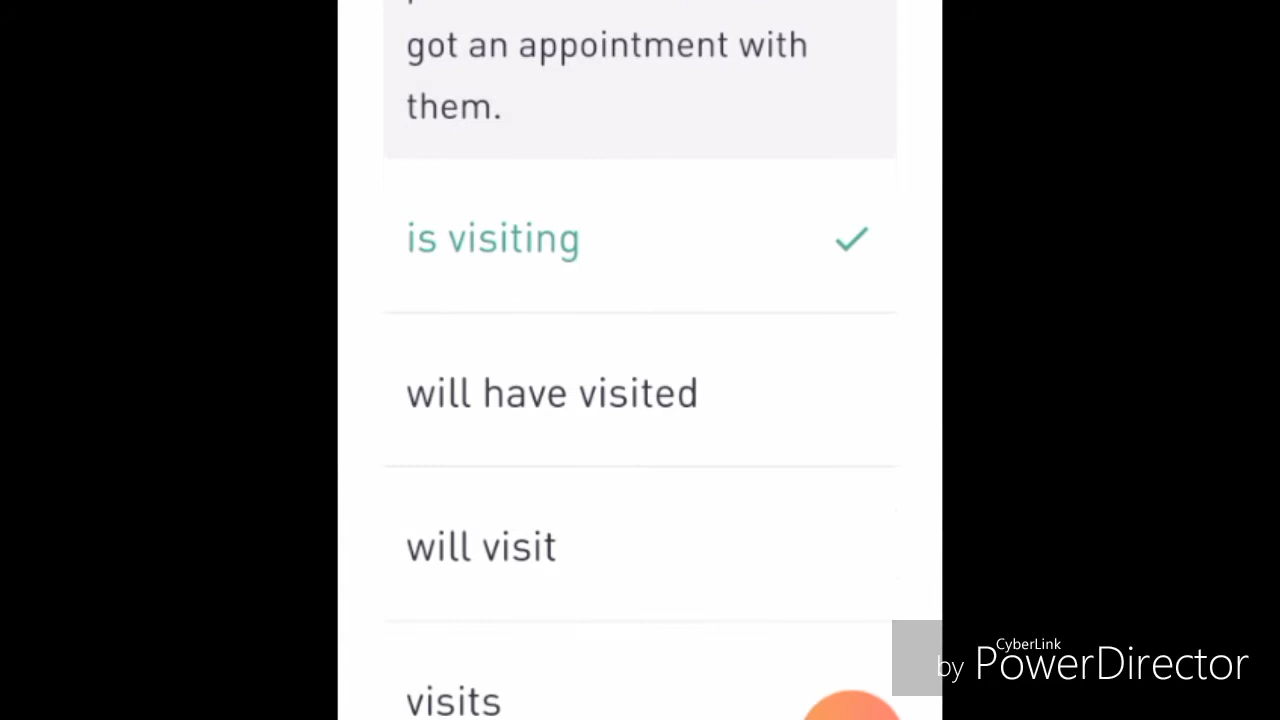 got an appointment with
them.
is visiting
will have visited
will visit
visits
CyberLink
by PowerDirector